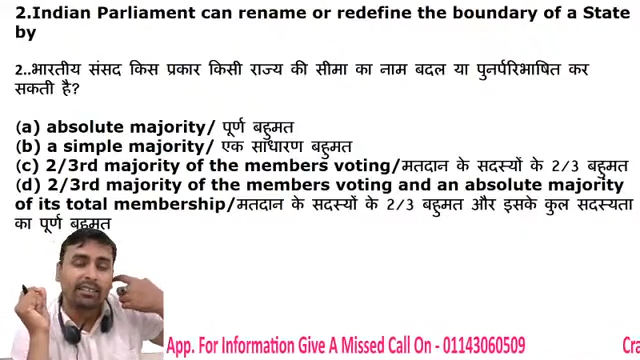 2.Indian Parliament can rename or redefine the boundary of a State
by
2..भारतीय संसद किस प्रकार किसी राज्य की सीमा का नाम बदल या पुनर्परिभाषित कर
सकती है?
(a) absolute majority/ पूर्ण बहुमत
(b) a simple majority/ एक साधारण बहुमत
(c) 2/3rd majority of the members voting/मतदान के सदस्यों के 2/3 बहुमत
(d) 2/3rd majority of the members voting and an absolute majority
of its total membership/मतदान के सदस्यों के 2/3 बहुमत और इसके कुल सदस्यता
का पूर्ण बहुमत
App. For Information Give A Missed Call On - 01143060509
Cra